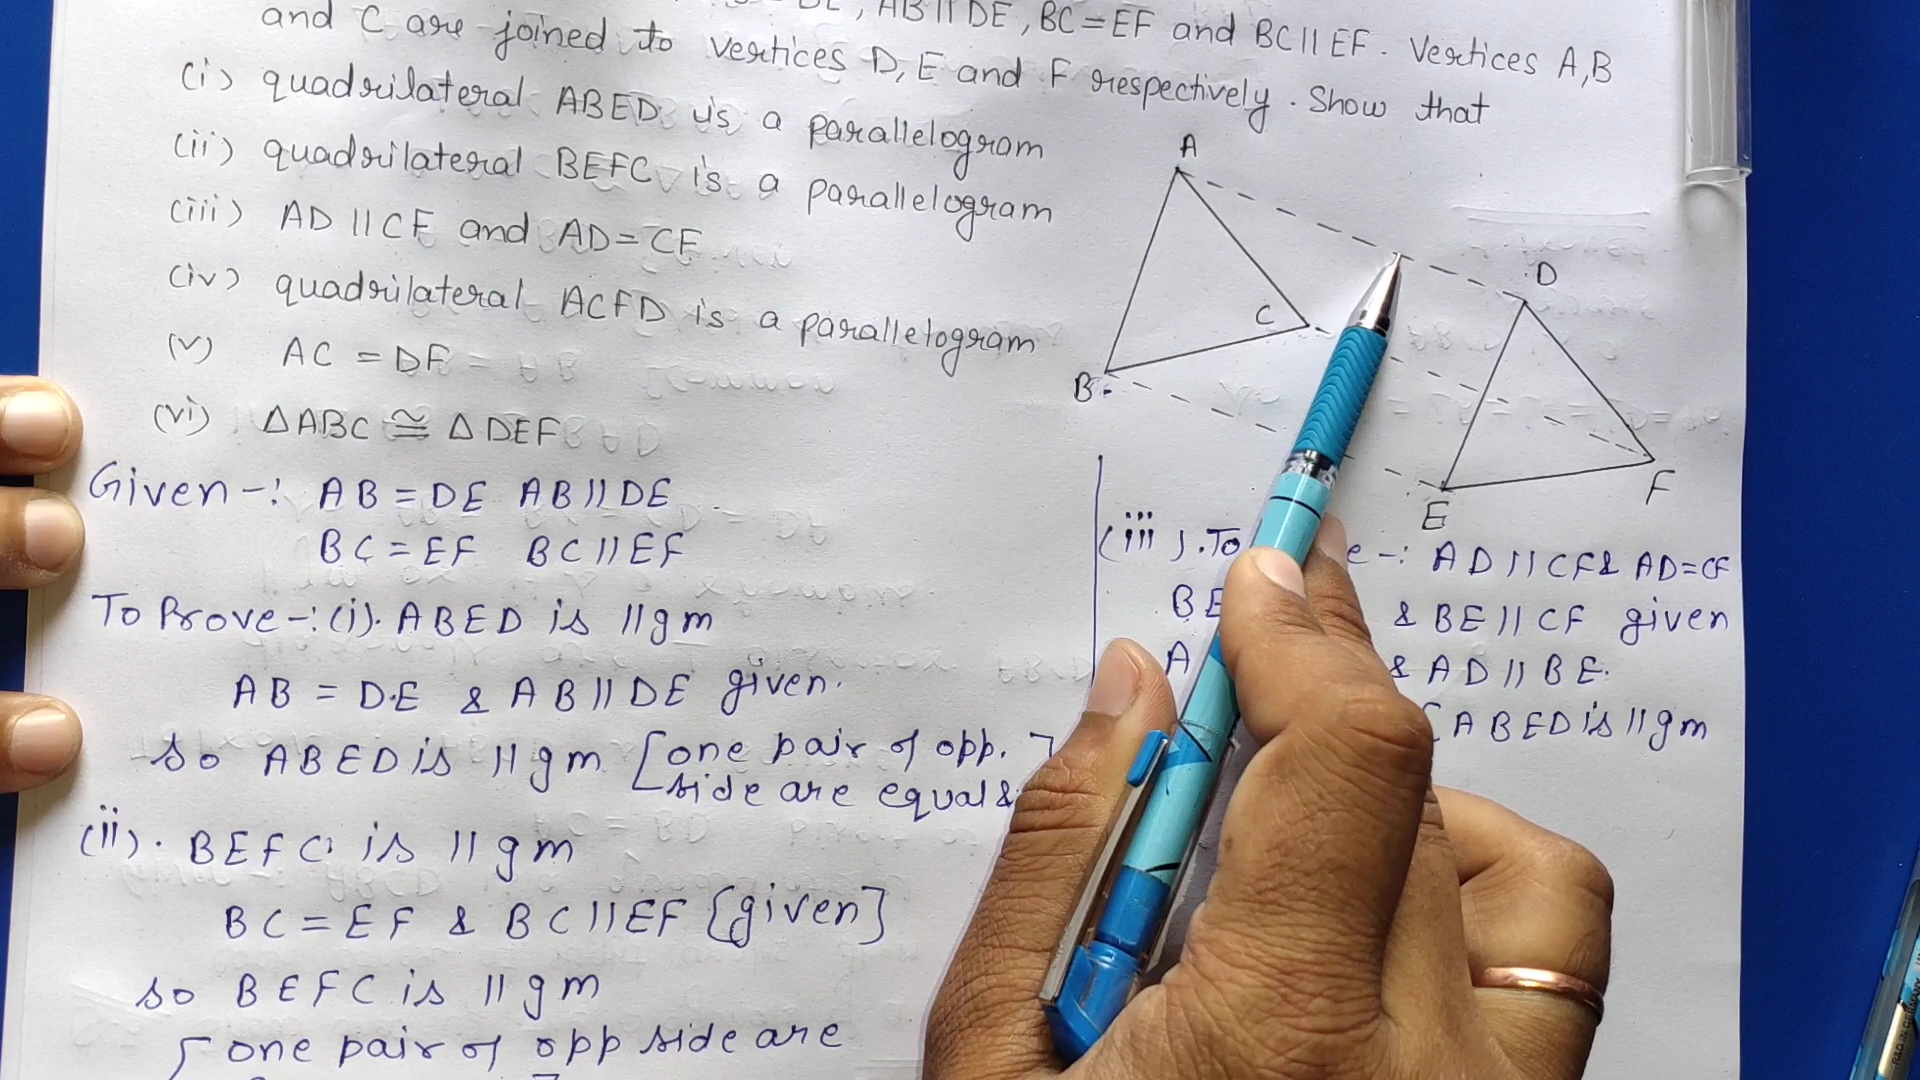 AB || DE, BC = EF and BC || EF. Vertices A, B
and C are joined to vertices D, E and F respectively. Show that
(i) quadrilateral ABED is a parallelogram
(ii) quadrilateral BEFC is a parallelogram
(iii) AD || CF and AD = CF
(iv) quadrilateral ACFD is a parallelogram
(v) AC = DF
(vi) △ABC ≅ △DEF
A
D
C
B
F
E
Given -: AB = DE AB || DE
BC = EF BC || EF
To Prove -: (i). ABED is ||gm
AB = DE & AB || DE given.
so ABED is ||gm [one pair of opp. ]
side are equal &
(ii). BEFC is ||gm
BC = EF & BC || EF [given]
so BEFC is ||gm
[one pair of opp side are
(iii). To -: AD || CF & AD = CF
BE & BE || CF given
A & AD || BE.
[ABED is ||gm